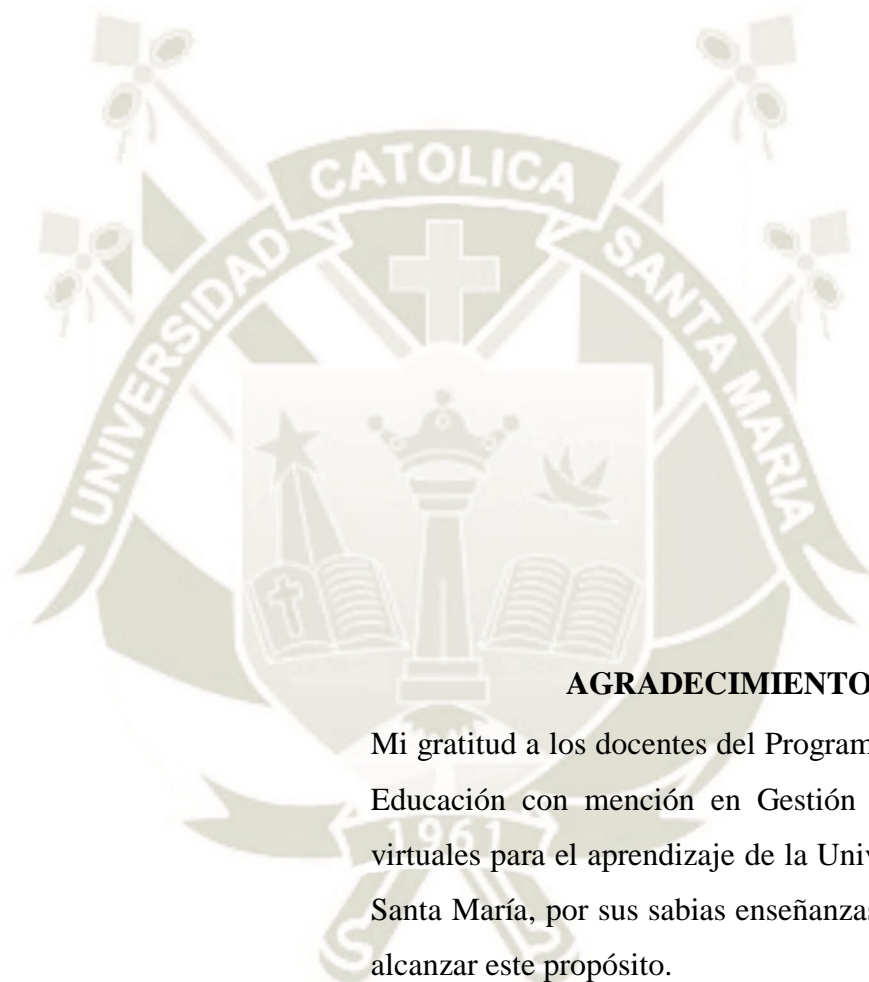 UNIVERSIDAD CATOLICA SANTA MARIA
AGRADECIMIENTO
Mi gratitud a los docentes del Program
Educación con mención en Gestión
virtuales para el aprendizaje de la Univ
Santa María, por sus sabias enseñanzas
alcanzar este propósito.
1961